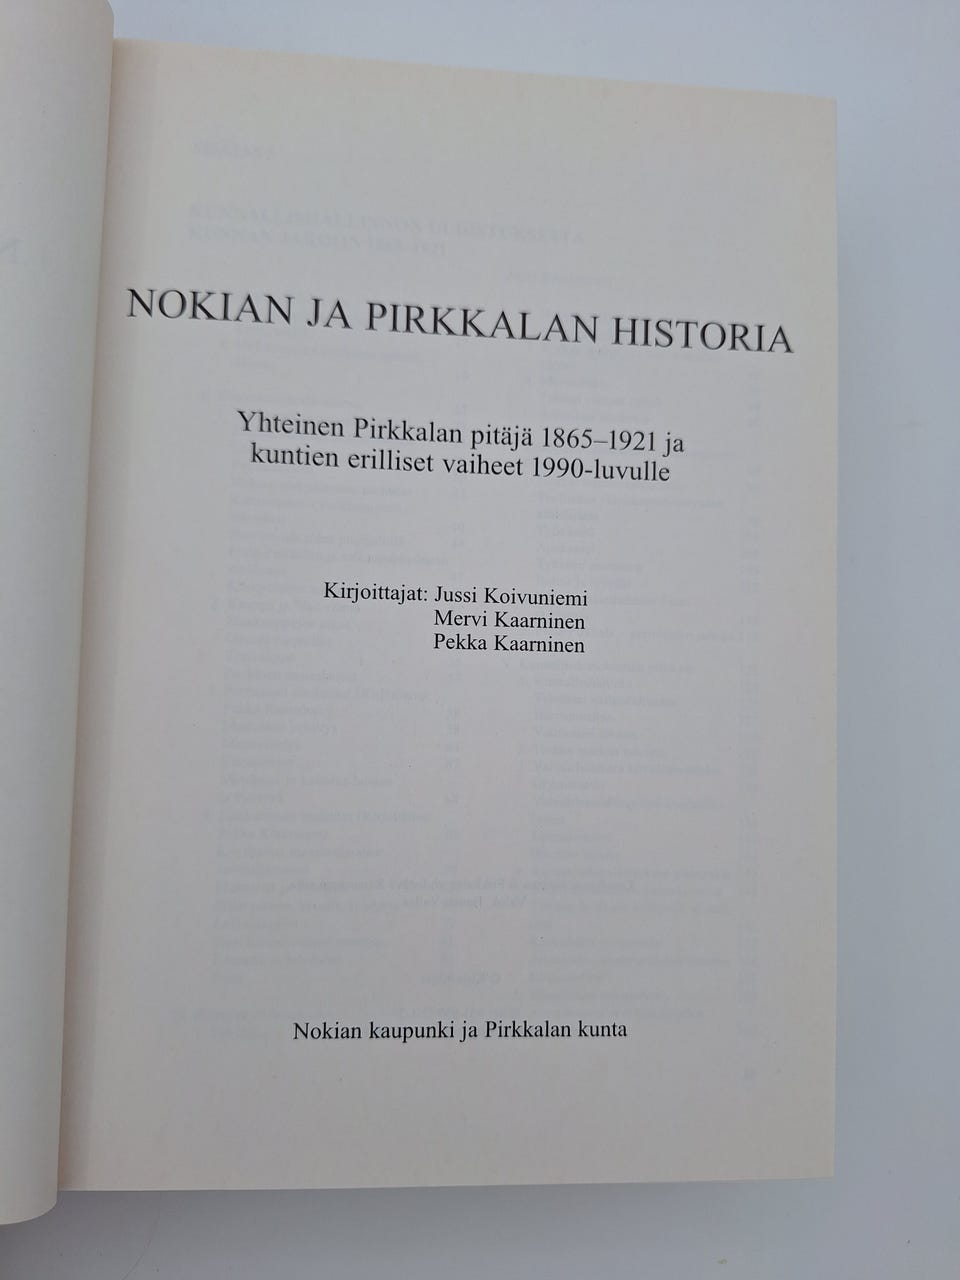 NOKIAN JA PIRKKALAN HISTORIA
Yhteinen Pirkkalan pitäjä 1865–1921 ja
kuntien erilliset vaiheet 1990-luvulle
Kirjoittajat: Jussi Koivuniemi
Mervi Kaarninen
Pekka Kaarninen
Nokian kaupunki ja Pirkkalan kunta